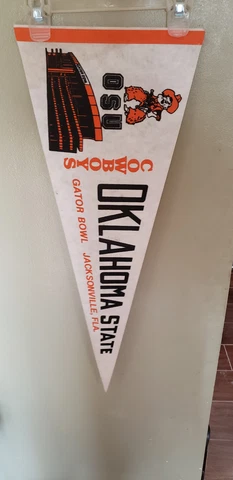 OSU
COWBOYS
OKLAHOMA STATE
GATOR BOWL JACKSONVILLE, FLA.